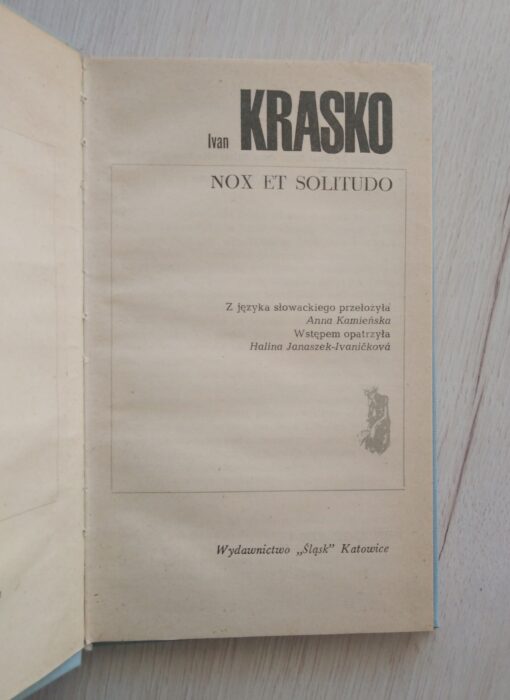 Ivan KRASKO
NOX ET SOLITUDO
Z języka słowackiego przełożyła
Anna Kamieńska
Wstępem opatrzyła
Halina Janaszek-Ivaničková
Wydawnictwo „Śląsk" Katowice